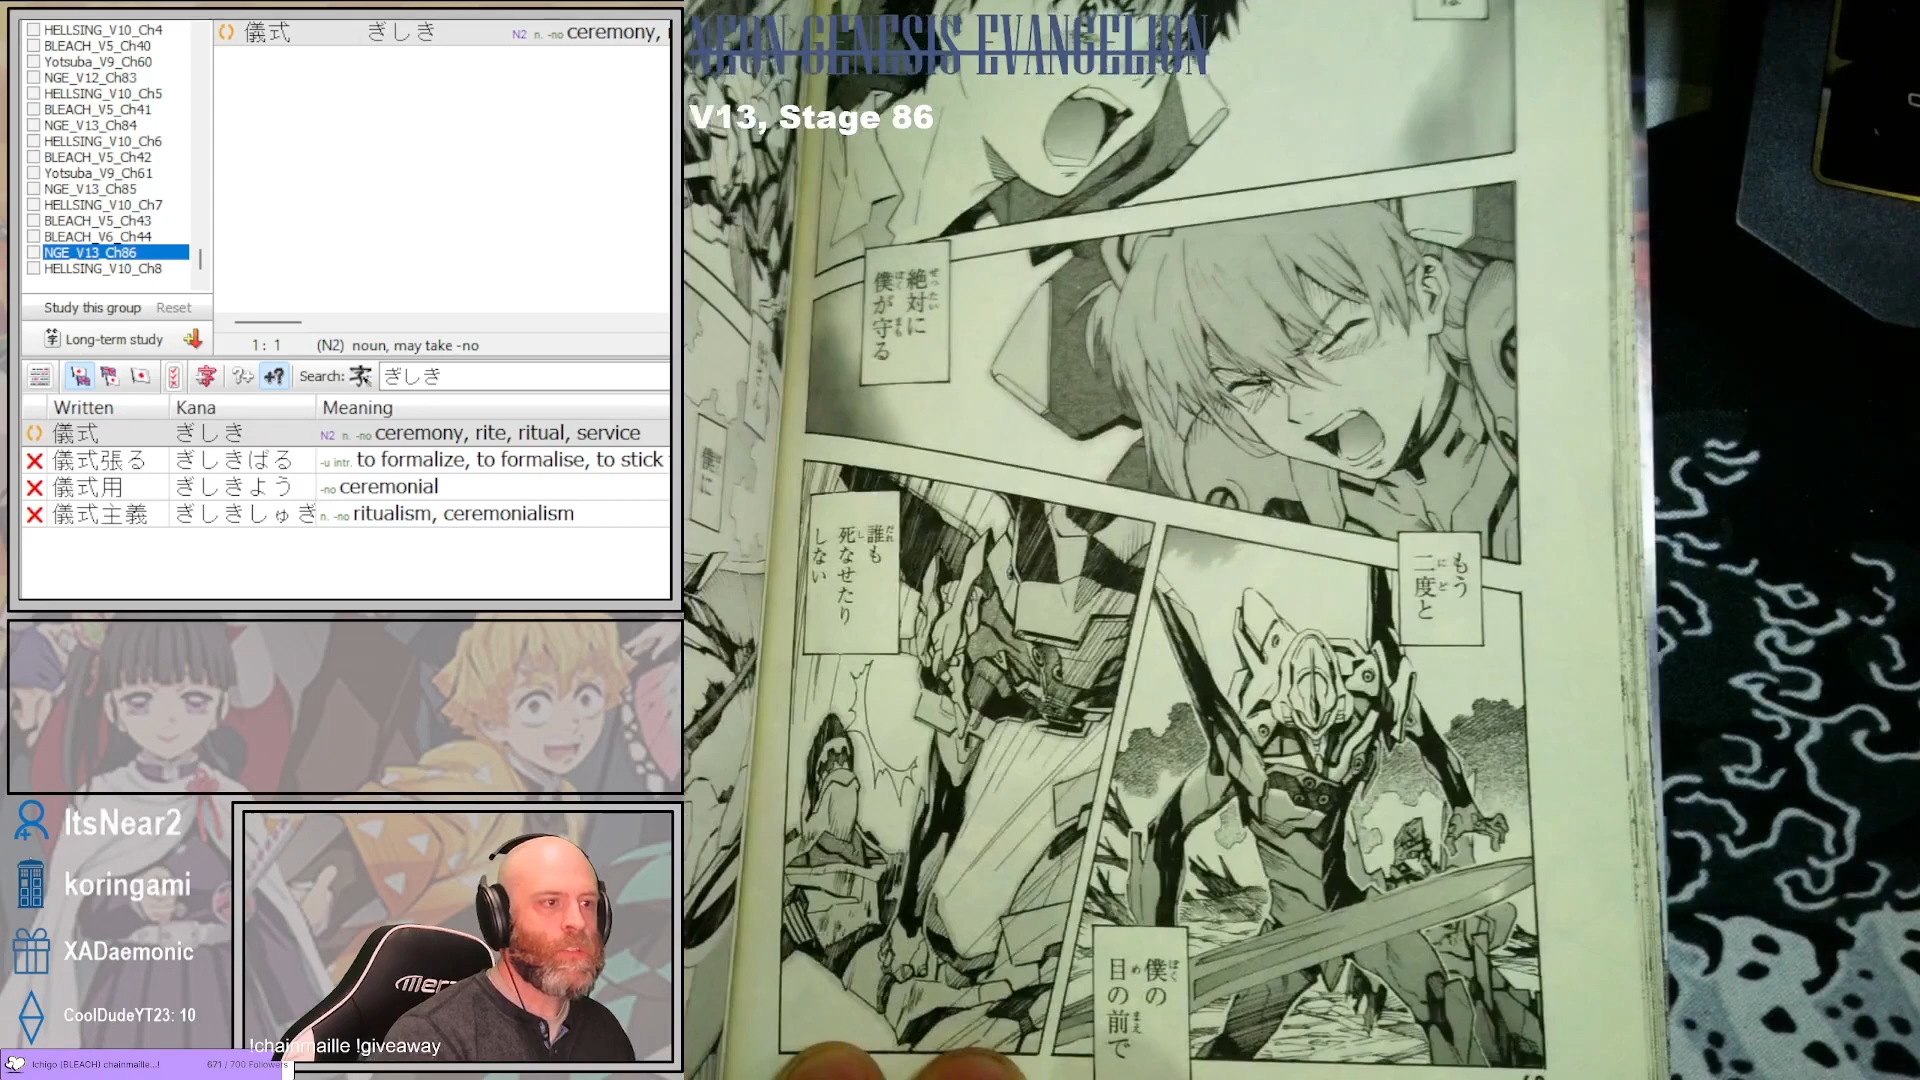 HELLSING_V10_Ch4
BLEACH_V5_Ch40
Yotsuba_V9_Ch60
NGE_V12_Ch83
HELLSING_V10_Ch5
BLEACH_V5_Ch41
NGE_V13_Ch84
HELLSING_V10_Ch6
BLEACH_V5_Ch42
Yotsuba_V9_Ch61
NGE_V13_Ch85
HELLSING_V10_Ch7
BLEACH_V5_Ch43
BLEACH_V6_Ch44
NGE_V13_Ch86
HELLSING_V10_Ch8
Study this group Reset
Long-term study
儀式 ぎしき N2 n. -no ceremony,
1: 1 (N2) noun, may take -no
Search: ぎしき
Written Kana Meaning
儀式 ぎしき N2 n. -no ceremony, rite, ritual, service
儀式張る ぎしきばる -u intr. to formalize, to formalise, to stick
儀式用 ぎしきよう -no ceremonial
儀式主義 ぎしきしゅぎ n. -no ritualism, ceremonialism
ItsNear2
koringami
XADaemonic
CoolDudeYT23: 10
Ichigo (BLEACH) chainmaille...! 671 / 700 Followers
!chainmaille !giveaway
NEON GENESIS EVANGELION
V13, Stage 86
絶対に
僕が守る
もう
二度と
僕の
目の前で
誰も
死なせたり
しない